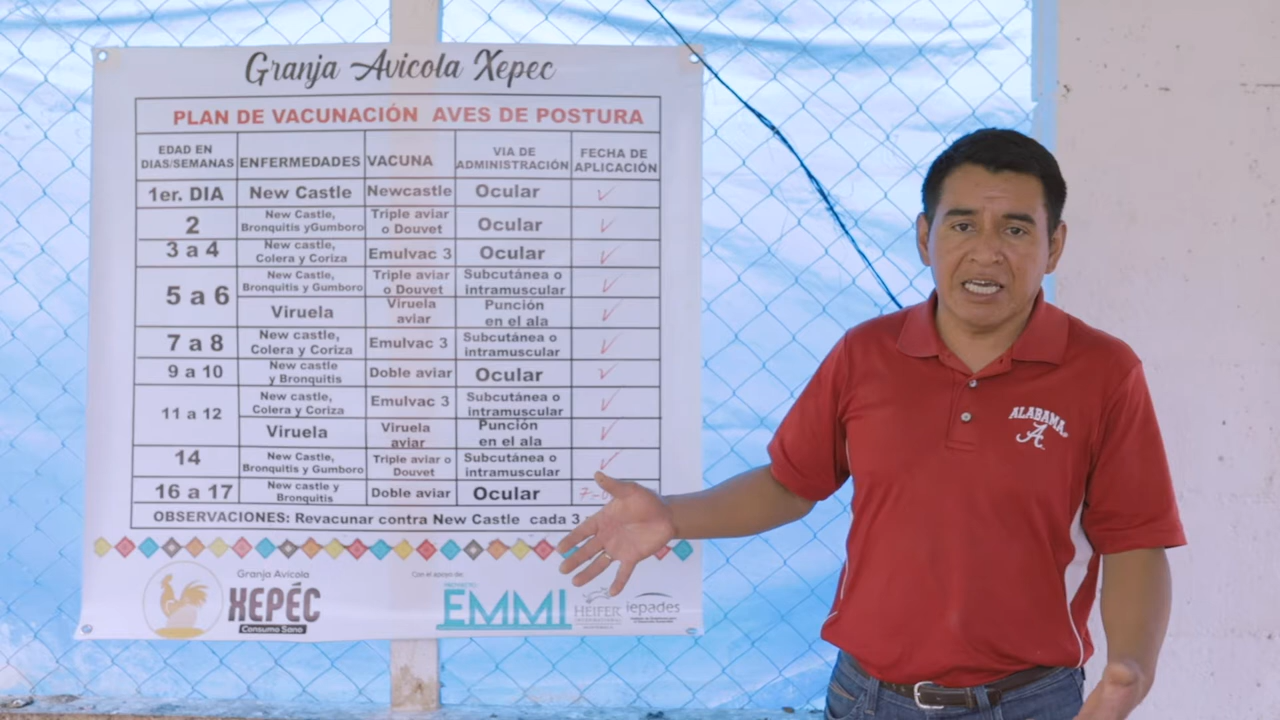 Granja Avicola Xepec
PLAN DE VACUNACIÓN AVES DE POSTURA
EDAD EN DIAS/SEMANAS ENFERMEDADES VACUNA VIA DE ADMINISTRACIÓN FECHA DE APLICACIÓN
1er. DIA New Castle Newcastle Ocular
2 New Castle, Bronquitis yGumboro Triple aviar o Douvet Ocular
3 a 4 New castle, Colera y Coriza Emulvac 3 Ocular
5 a 6 New Castle, Bronquitis y Gumboro Triple aviar o Douvet Subcutánea o intramuscular
Viruela Viruela aviar Punción en el ala
7 a 8 New castle, Colera y Coriza Emulvac 3 Subcutánea o intramuscular
9 a 10 New castle y Bronquitis Doble aviar Ocular
11 a 12 New castle, Colera y Coriza Emulvac 3 Subcutánea o intramuscular
Viruela Viruela aviar Punción en el ala
14 New Castle, Bronquitis y Gumboro Triple aviar o Douvet Subcutánea o intramuscular
16 a 17 New castle y Bronquitis Doble aviar Ocular
OBSERVACIONES: Revacunar contra New Castle cada 3
Granja Avícola
XEPÉC
Consumo Sano
Con el apoyo de:
PROYECTO
EMMI
HEIFER
INTERNATIONAL
iepades
ALABAMA
A